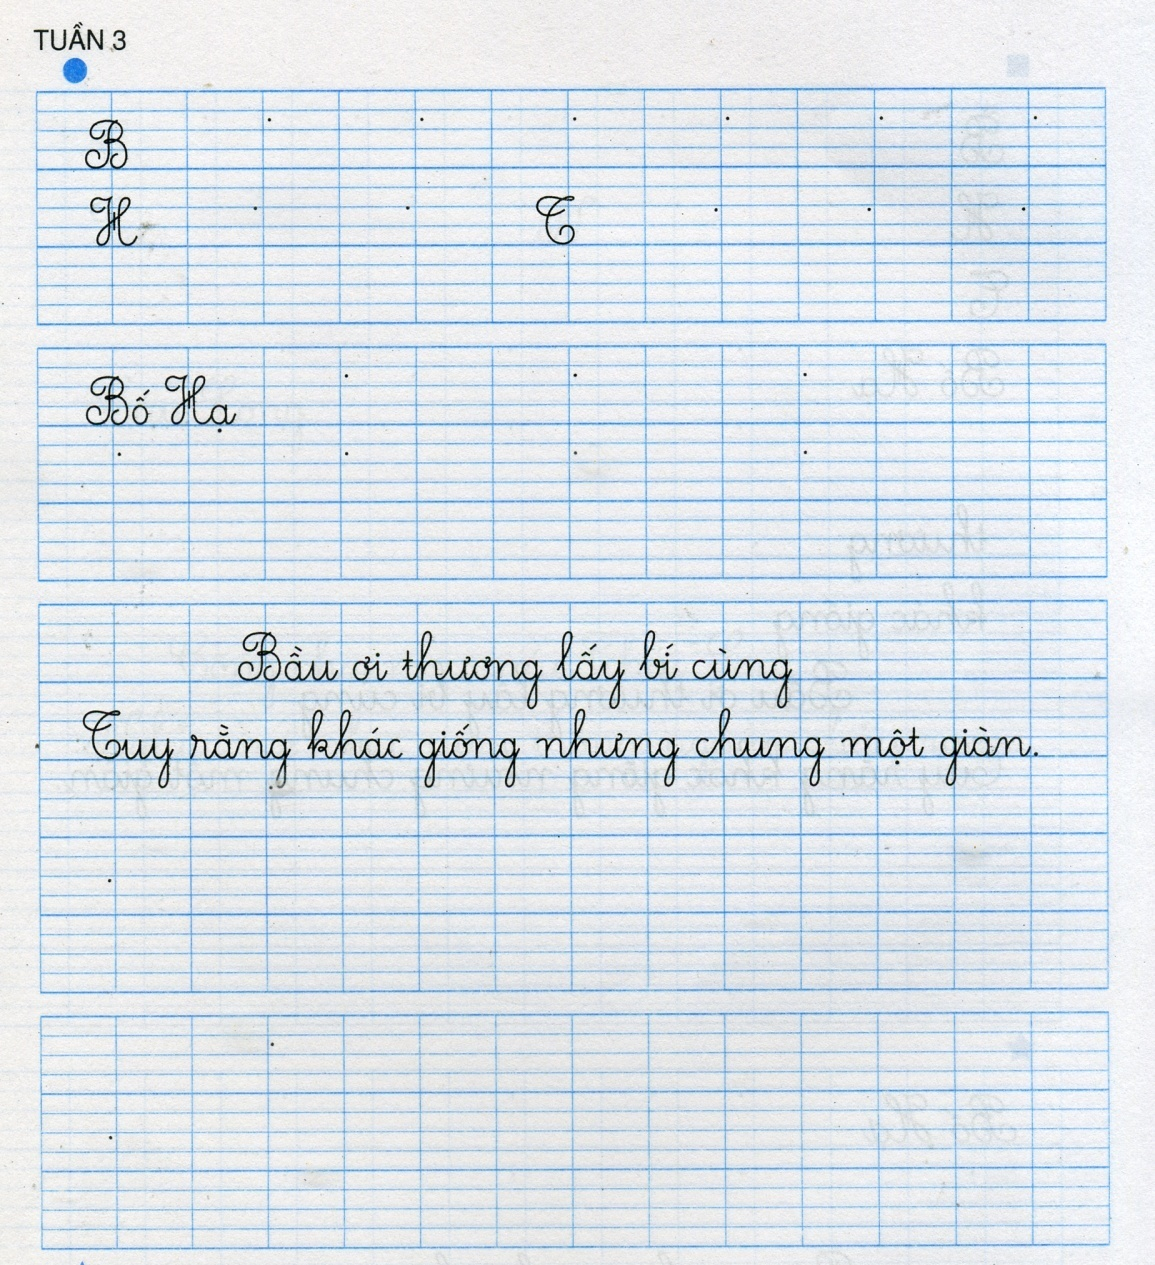 TUẦN 3
B
H T
Bố Hạ
Bầu ơi thương lấy bí cùng
Tuy rằng khác giống nhưng chung một giàn.